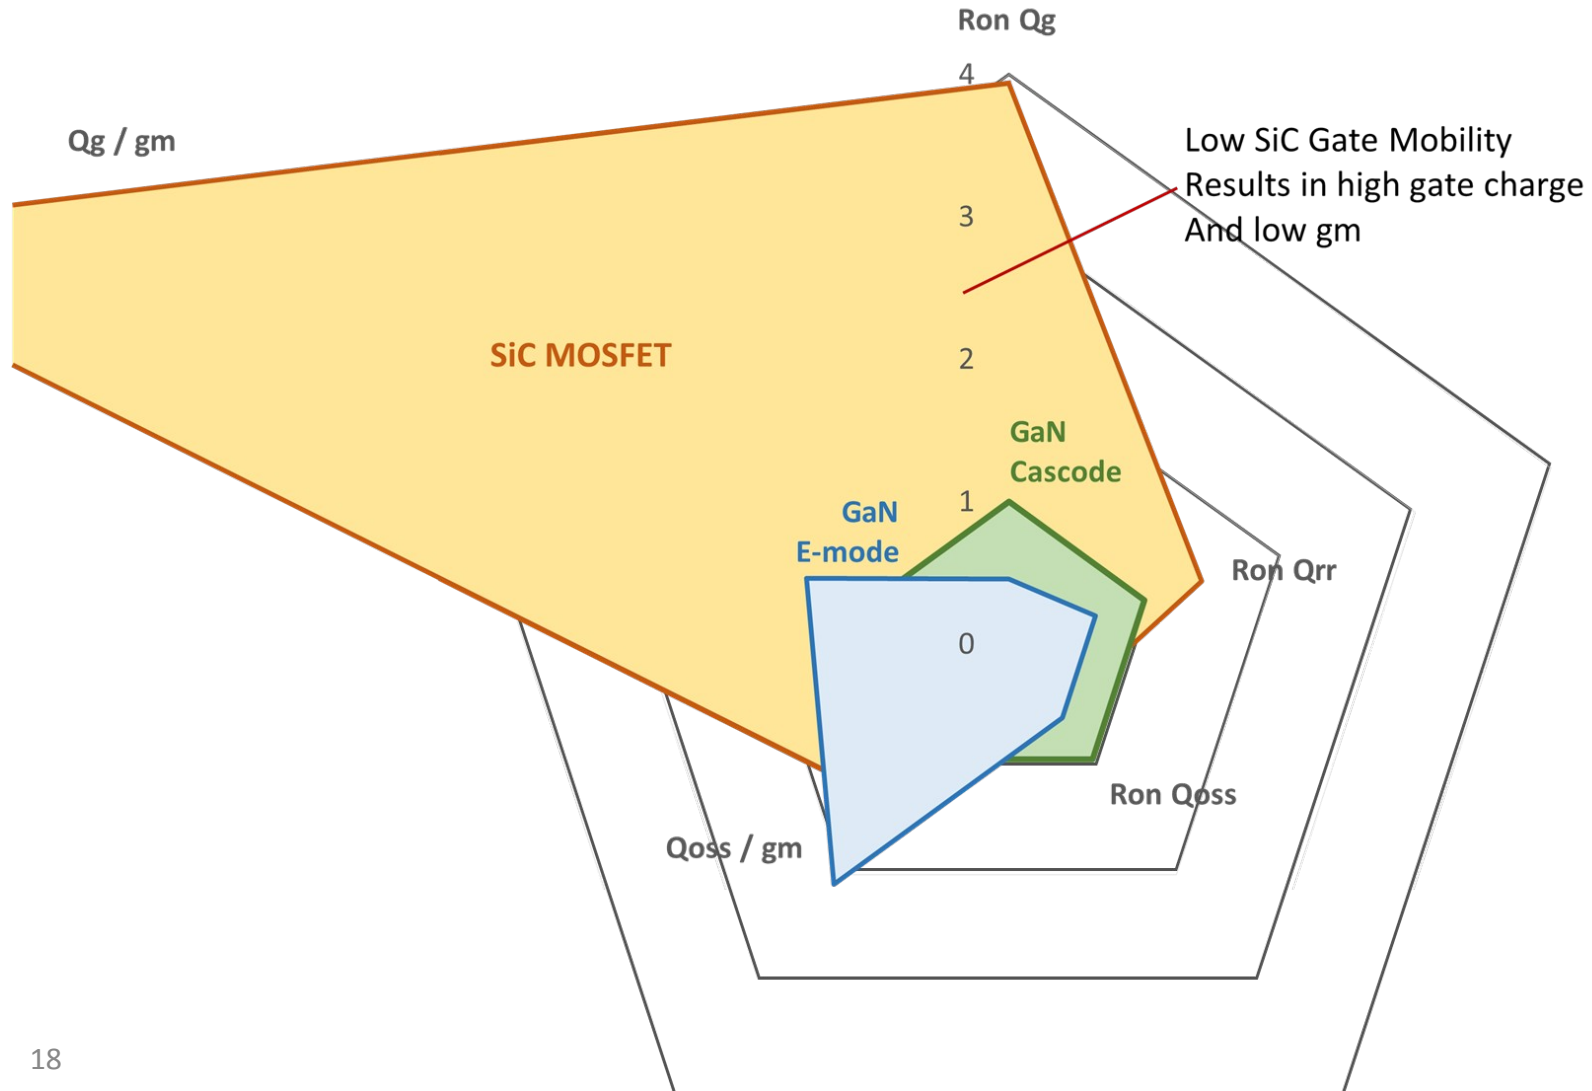 Ron Qg
4
Qg / gm
Low SiC Gate Mobility
Results in high gate charge
And low gm
3
SiC MOSFET
2
GaN
Cascode
1
GaN
E-mode
Ron Qrr
0
Ron Qoss
Qoss / gm
18